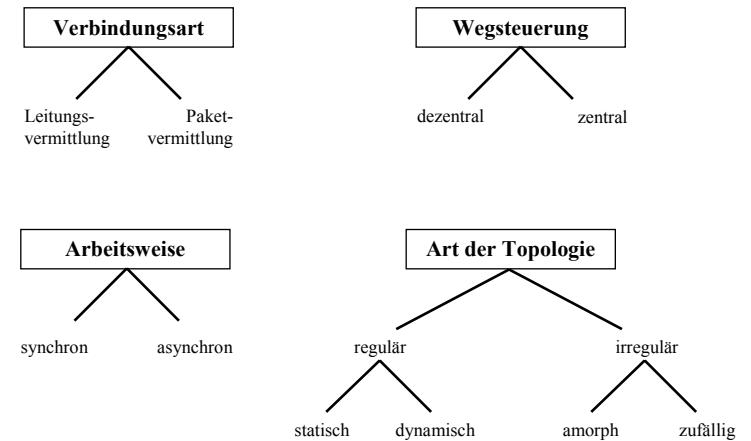 Verbindungsart
Leitungs-
vermittlung
Paket-
vermittlung
Wegsteuerung
dezentral
zentral
Arbeitsweise
synchron
asynchron
Art der Topologie
regulär
irregulär
statisch
dynamisch
amorph
zufällig